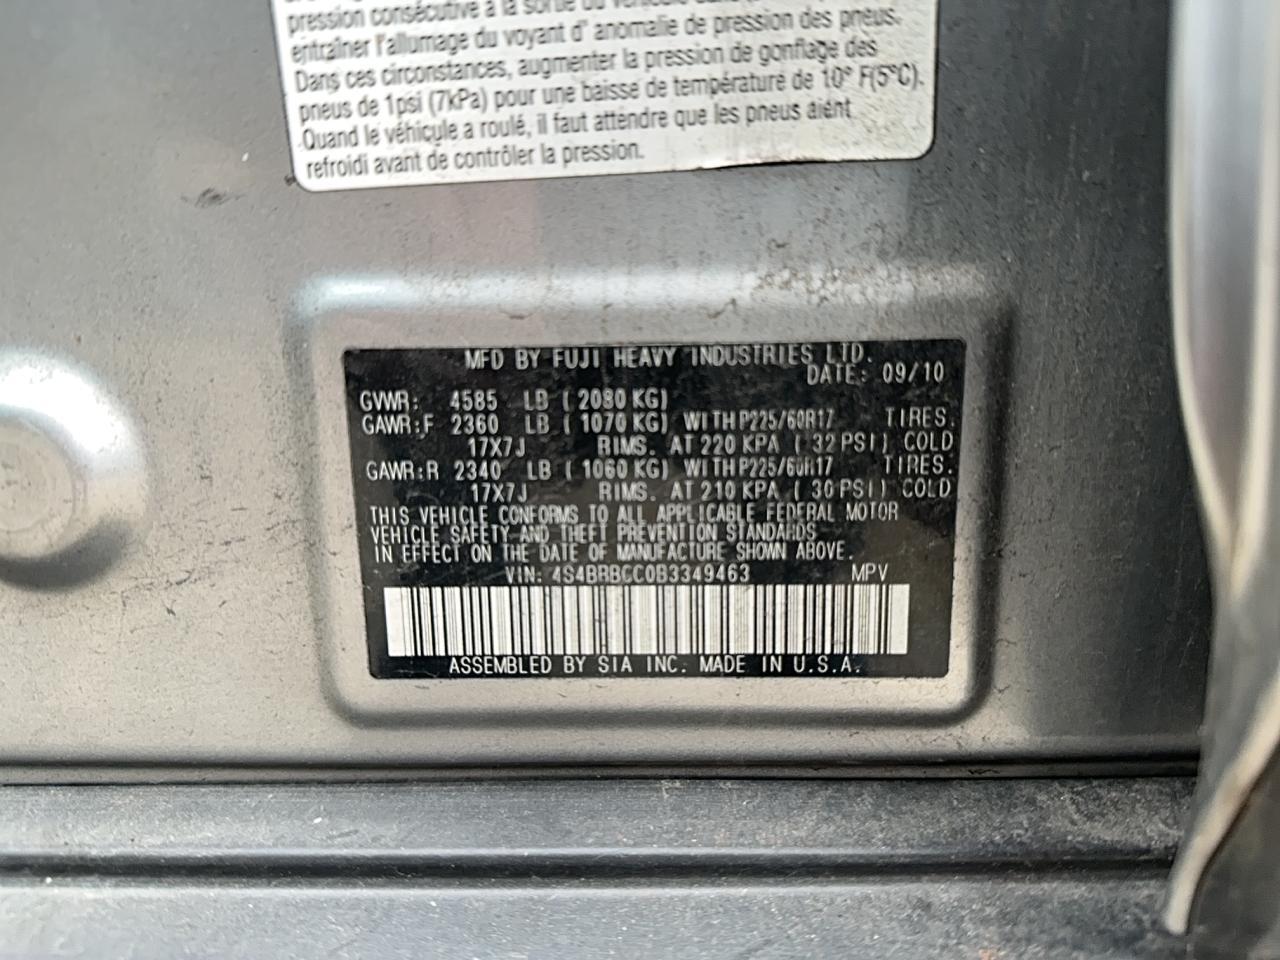 pression consécutive à la sortie du véhicule
entraîner l'allumage du voyant d' anomalie de pression des pneus.
Dans ces circonstances, augmenter la pression de gonflage des
pneus de 1psi (7kPa) pour une baisse de température de 10° F(5°C).
Quand le véhicule a roulé, il faut attendre que les pneus aient
refroidi avant de contrôler la pression.
MFD BY FUJI HEAVY INDUSTRIES LTD.
DATE: 09/10
GVWR: 4585 LB ( 2080 KG)
GAWR:F 2360 LB ( 1070 KG) WITH P225/60R17 TIRES.
17X7J RIMS. AT 220 KPA ( 32 PSI) COLD
GAWR:R 2340 LB ( 1060 KG) WITH P225/60R17 TIRES.
17X7J RIMS. AT 210 KPA ( 30 PSI) COLD
THIS VEHICLE CONFORMS TO ALL APPLICABLE FEDERAL MOTOR
VEHICLE SAFETY AND THEFT PREVENTION STANDARDS
IN EFFECT ON THE DATE OF MANUFACTURE SHOWN ABOVE.
VIN: 4S4BRBCC0B3349463 MPV
ASSEMBLED BY SIA INC. MADE IN U.S.A.